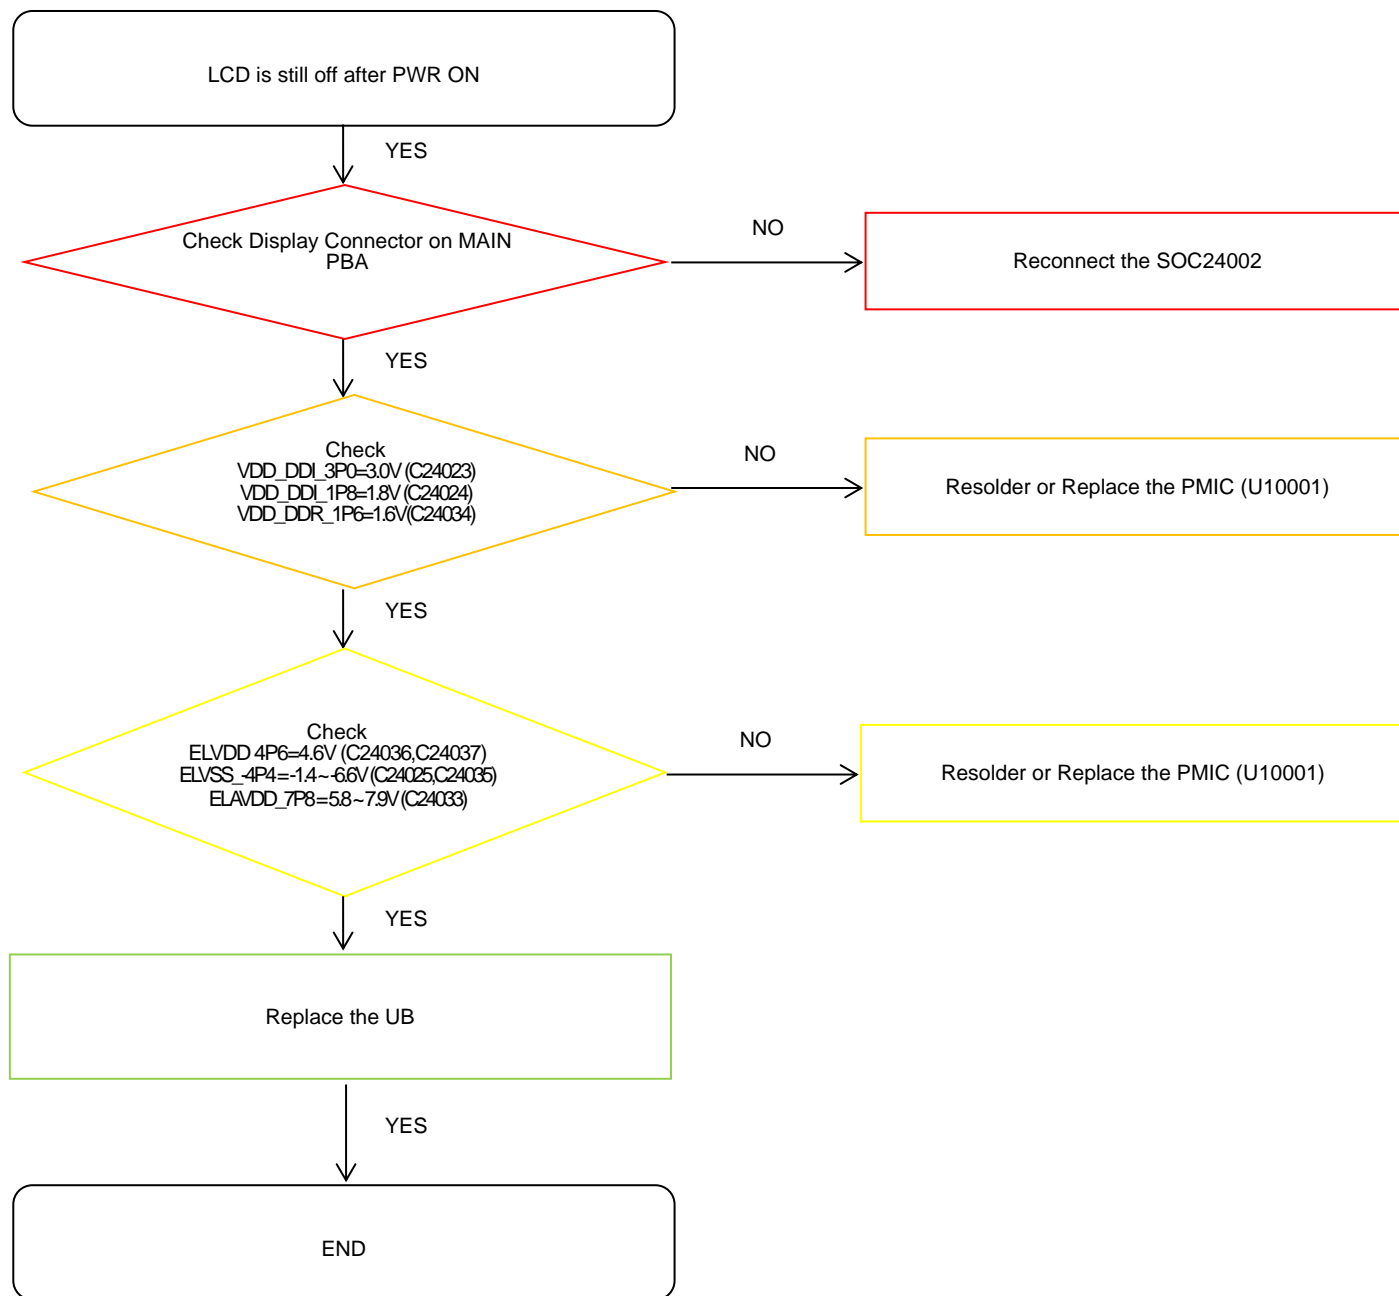 LCD is still off after PWR ON
YES
Check Display Connector on MAIN
PBA
NO
Reconnect the SOC24002
YES
Check
VDD_DDI_3P0=3.0V (C24023)
VDD_DDI_1P8=1.8V (C24024)
VDD_DDR_1P6=1.6V(C24034)
NO
Resolder or Replace the PMIC (U10001)
YES
Check
ELVDD 4P6=4.6V (C24036,C24037)
ELVSS_-4P4 = -1.4 ~ -6.6V (C24025,C24035)
ELAVDD_7P8 = 5.8 ~ 7.9V (C24033)
NO
Resolder or Replace the PMIC (U10001)
YES
Replace the UB
YES
END